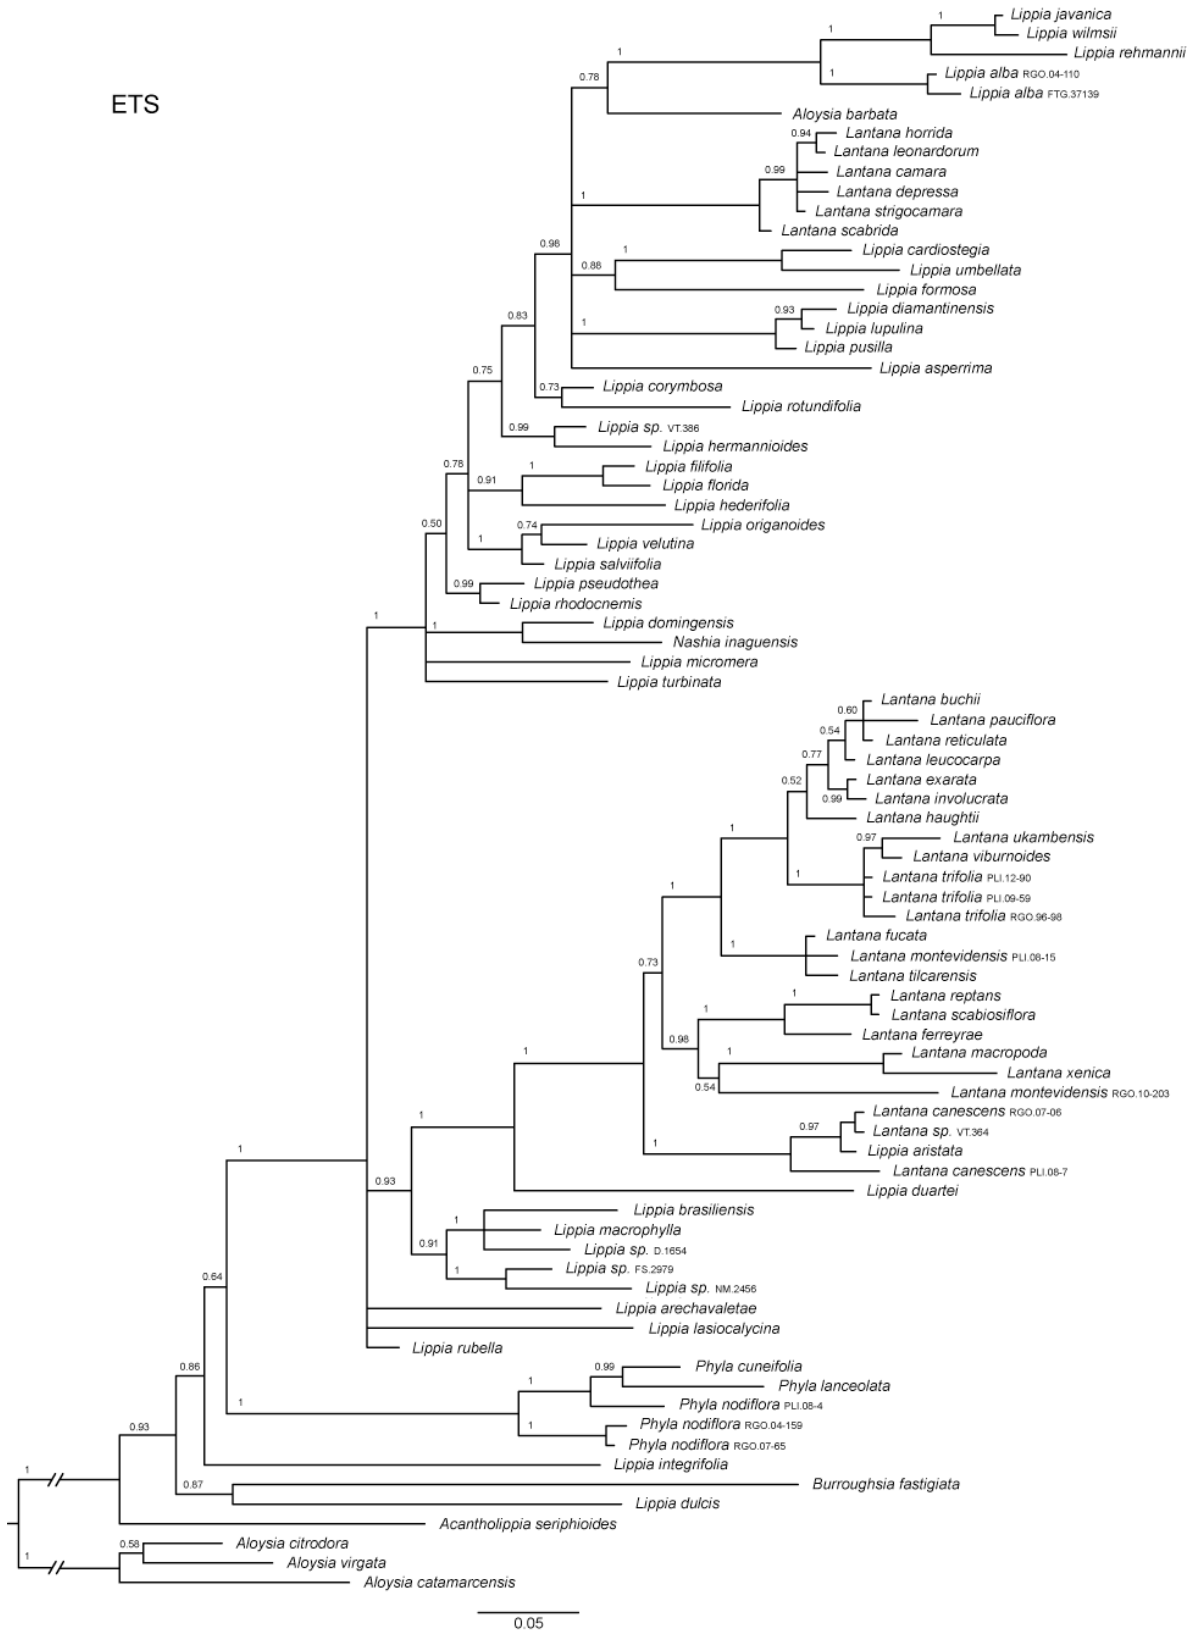 1
Lippia javanica
1
Lippia wilmsii
1
Lippia rehmannii
0.78
1
Lippia alba RGO.04-110
ETS
Lippia alba FTG.37139
Aloysia barbata
0.94
Lantana horrida
Lantana leonardorum
0.99
Lantana camara
1
Lantana depressa
Lantana strigocamara
Lantana scabrida
0.98
1
Lippia cardiostegia
0.88
Lippia umbellata
Lippia formosa
0.83
0.93
Lippia diamantinensis
1
Lippia lupulina
Lippia pusilla
0.75
Lippia asperrima
0.73
Lippia corymbosa
Lippia rotundifolia
0.99
Lippia sp. VT.386
Lippia hermannioides
0.78
1
Lippia filifolia
0.91
Lippia florida
Lippia hederifolia
0.50
0.74
Lippia origanoides
1
Lippia velutina
Lippia salviifolia
0.99
Lippia pseudothea
Lippia rhodocnemis
1
1
Lippia domingensis
Nashia inaguensis
Lippia micromera
Lippia turbinata
0.60
Lantana buchii
Lantana pauciflora
0.54
Lantana reticulata
0.77
Lantana leucocarpa
0.52
Lantana exarata
0.99
Lantana involucrata
Lantana haughtii
1
0.97
Lantana ukambensis
Lantana viburnoides
1
1
Lantana trifolia PLI.12-90
Lantana trifolia PLI.09-59
Lantana trifolia RGO.96-98
1
Lantana fucata
0.73
Lantana montevidensis PLI.08-15
Lantana tilcarensis
1
1
Lantana reptans
Lantana scabiosiflora
0.98
Lantana ferreyrae
1
1
Lantana macropoda
Lantana xenica
0.54
Lantana montevidensis RGO.10-203
1
Lantana canescens RGO.07-06
0.97
Lantana sp. VT.364
1
1
Lippia aristata
Lantana canescens PLI.08-7
0.93
Lippia duartei
1
Lippia brasiliensis
Lippia macrophylla
0.91
Lippia sp. D.1654
1
Lippia sp. FS.2979
0.64
Lippia sp. NM.2456
Lippia arechavaletae
Lippia lasiocalycina
Lippia rubella
0.86
0.99
Phyla cuneifolia
1
Phyla lanceolata
1
Phyla nodiflora PLI.08-4
0.93
1
Phyla nodiflora RGO.04-159
Phyla nodiflora RGO.07-65
1
Lippia integrifolia
0.87
Burroughsia fastigiata
Lippia dulcis
Acantholippia seriphioides
0.58
Aloysia citrodora
1
Aloysia virgata
Aloysia catamarcensis
0.05